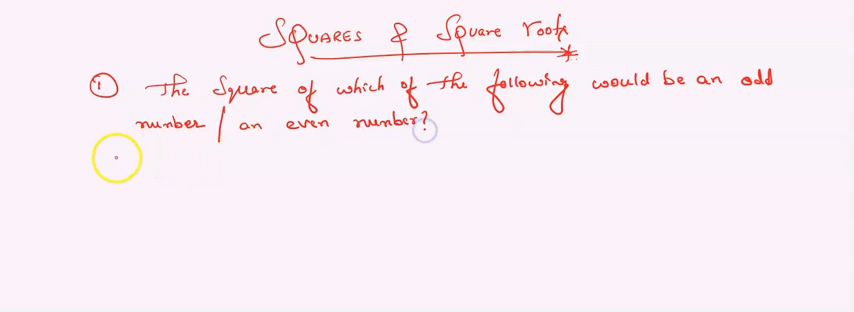 SQUARES & Square roots
① The Square of which of the following would be an odd
number / an even number?